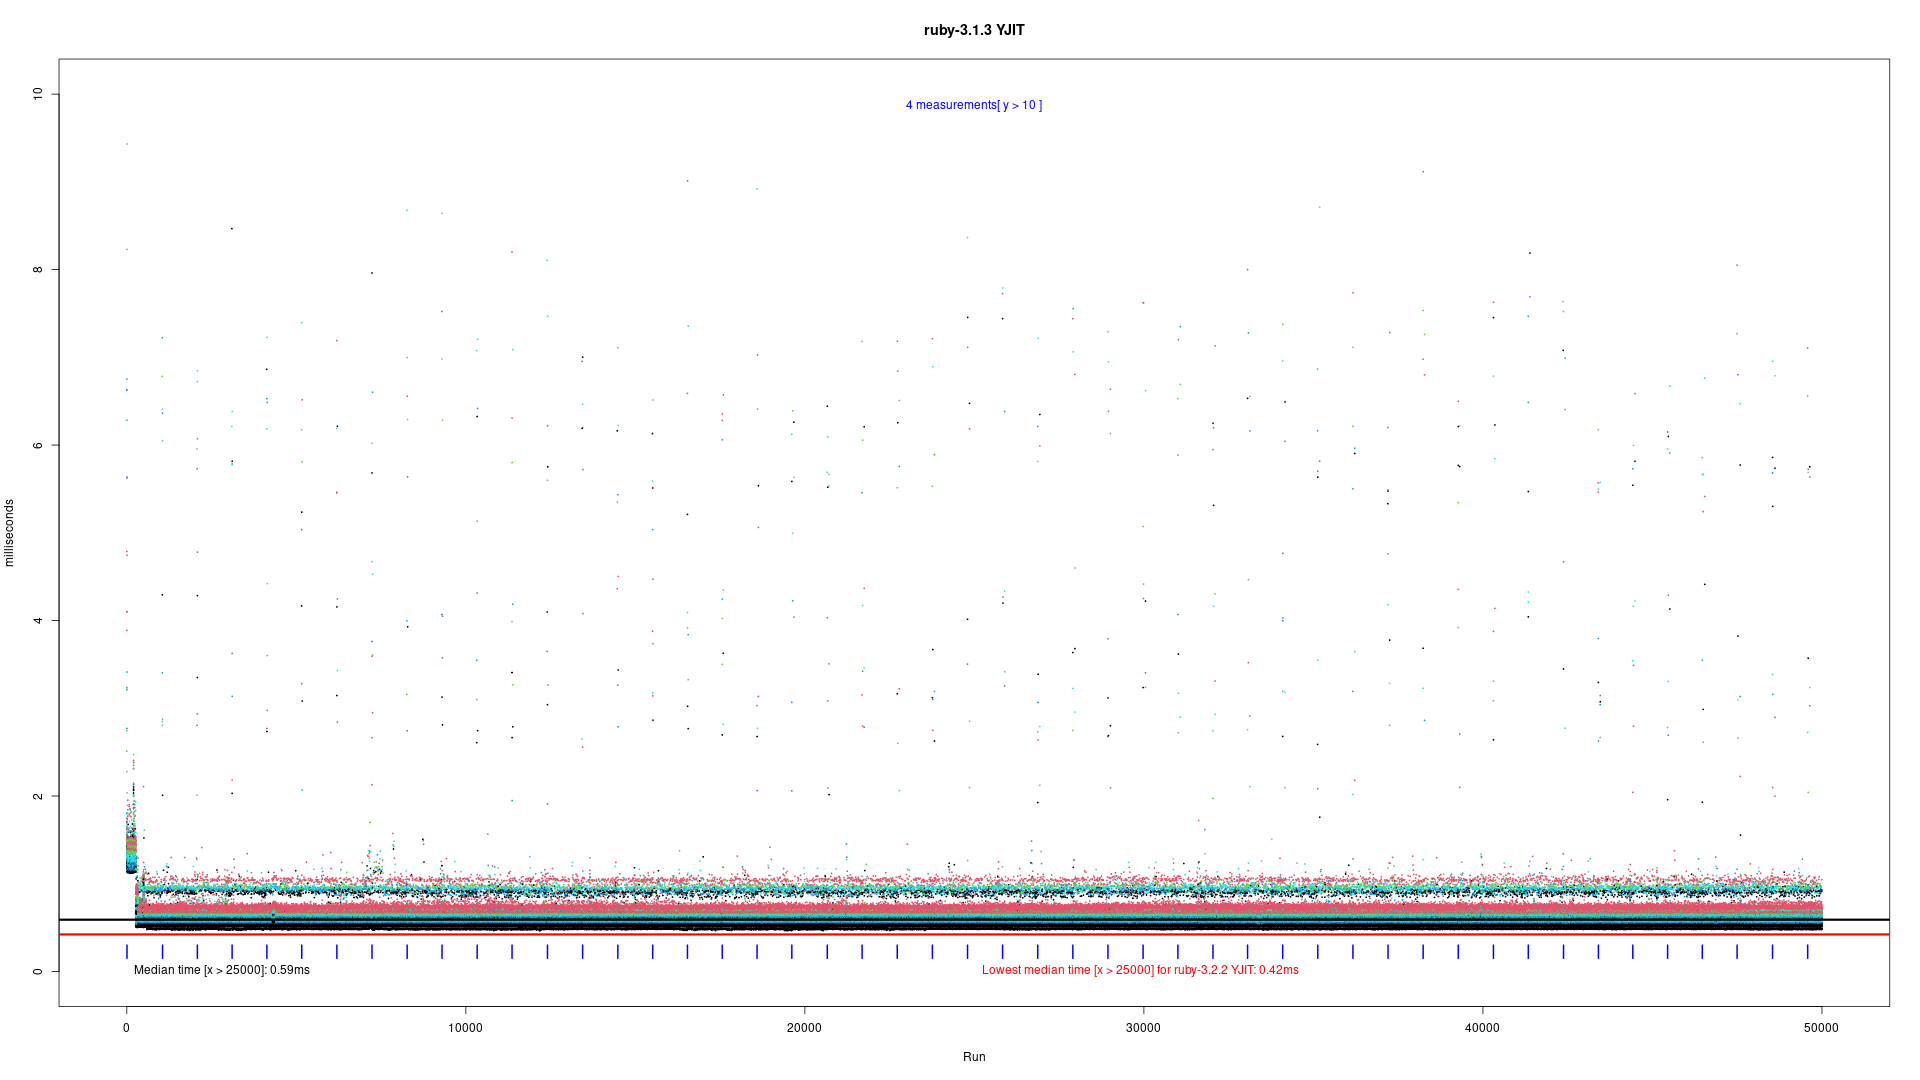 ruby-3.1.3 YJIT
4 measurements[ y > 10 ]
milliseconds
10
8
6
4
2
0
Median time [x > 25000]: 0.59ms
Lowest median time [x > 25000] for ruby-3.2.2 YJIT: 0.42ms
0 10000 20000 30000 40000 50000
Run